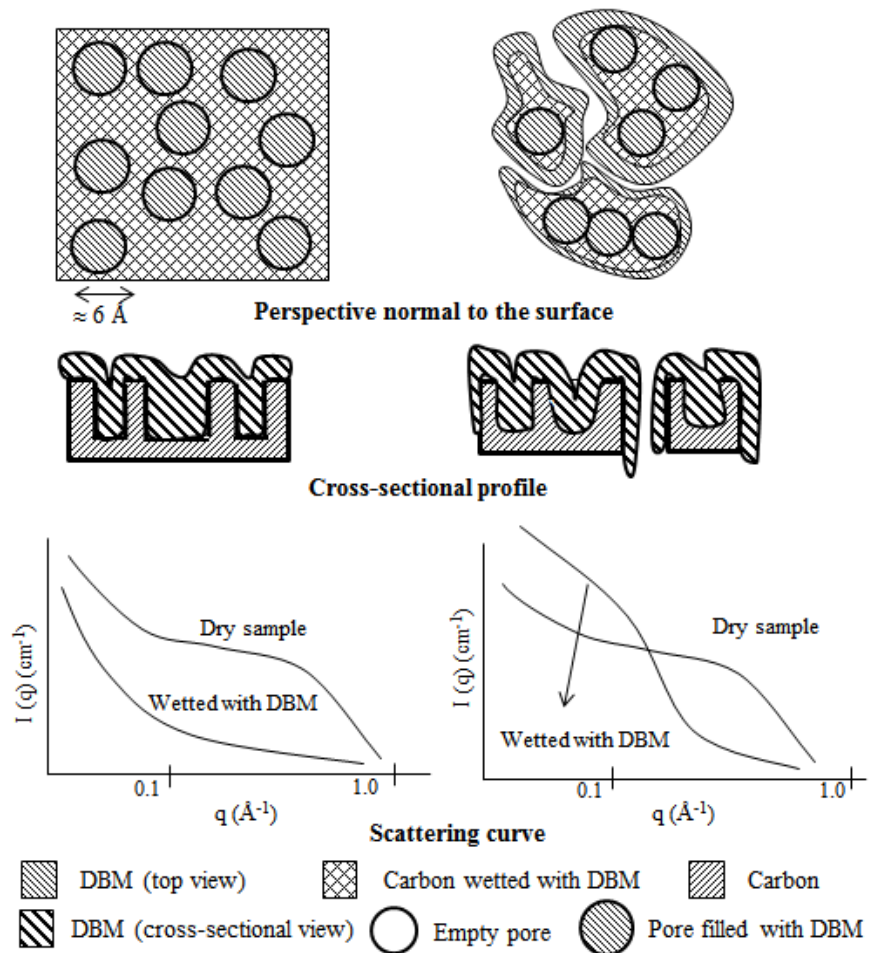 ≈ 6 Å
Perspective normal to the surface
Cross-sectional profile
I (q) (cm⁻¹)
Dry sample
Wetted with DBM
0.1
1.0
q (Å⁻¹)
I (q) (cm⁻¹)
Dry sample
Wetted with DBM
0.1
1.0
q (Å⁻¹)
Scattering curve
DBM (top view) Carbon wetted with DBM Carbon
DBM (cross-sectional view) Empty pore Pore filled with DBM